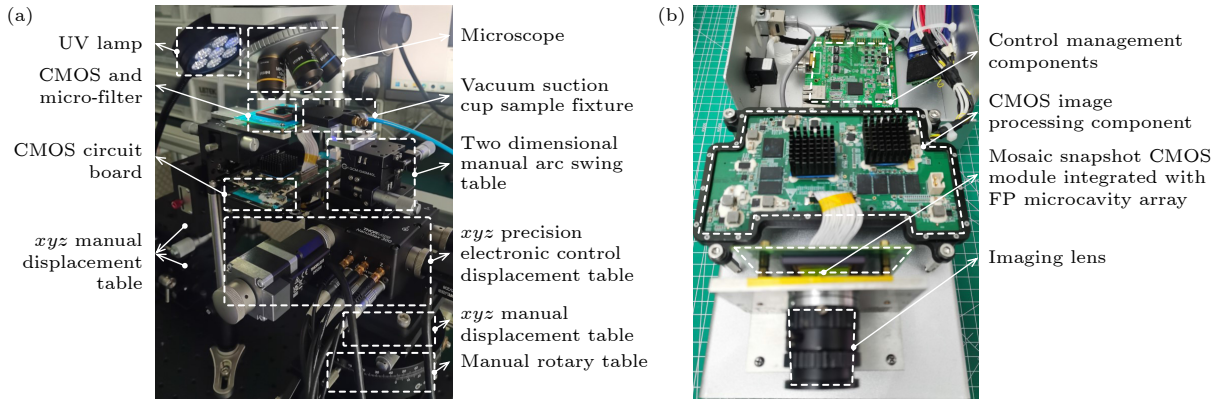 (a)
UV lamp
CMOS and
micro-filter
CMOS circuit
board
xyz manual
displacement
table
Microscope
Vacuum suction
cup sample fixture
Two dimensional
manual arc swing
table
xyz precision
electronic control
displacement table
xyz manual
displacement table
Manual rotary table
(b)
Control management
components
CMOS image
processing component
Mosaic snapshot CMOS
module integrated with
FP microcavity array
Imaging lens